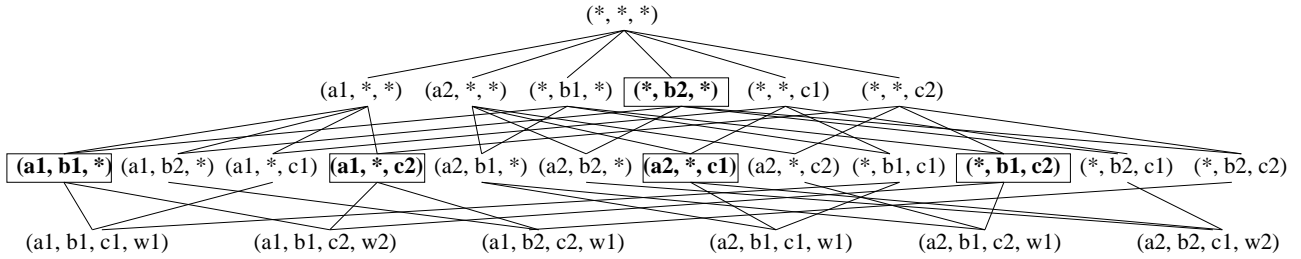 (*, *, *)
(a1, *, *) (a2, *, *) (*, b1, *) (*, b2, *) (*, *, c1) (*, *, c2)
(a1, b1, *) (a1, b2, *) (a1, *, c1) (a1, *, c2) (a2, b1, *) (a2, b2, *) (a2, *, c1) (a2, *, c2) (*, b1, c1) (*, b1, c2) (*, b2, c1) (*, b2, c2)
(a1, b1, c1, w1) (a1, b1, c2, w2) (a1, b2, c2, w1) (a2, b1, c1, w1) (a2, b1, c2, w1) (a2, b2, c1, w2)